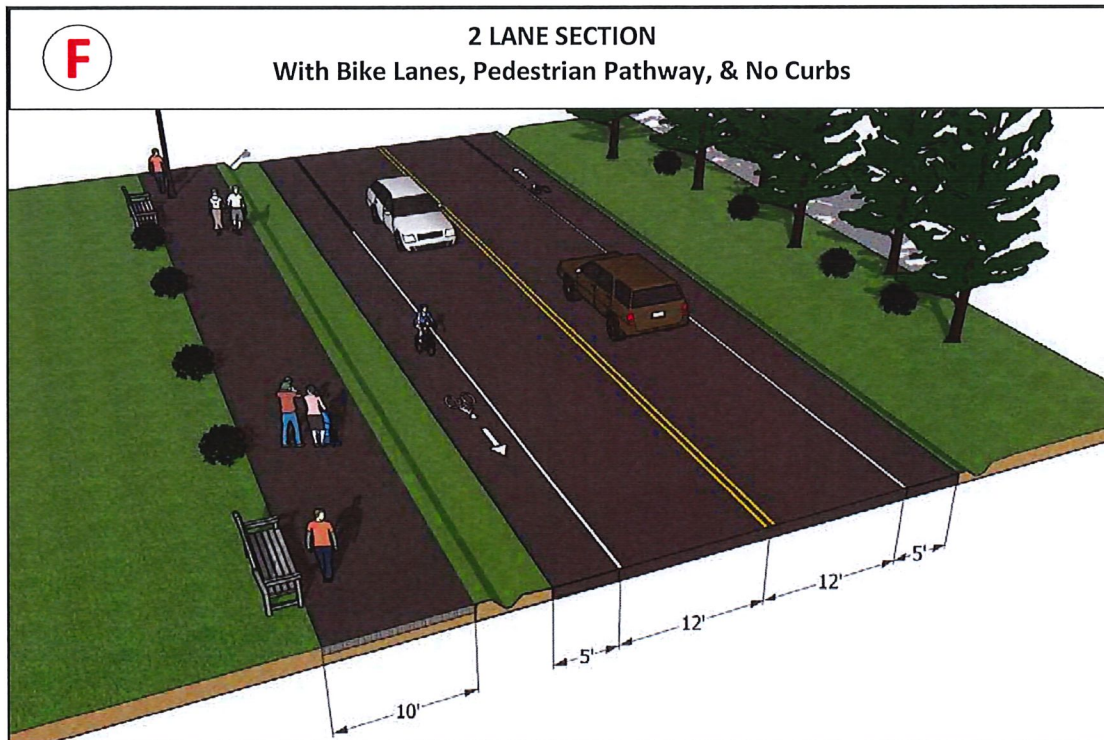 F
2 LANE SECTION
With Bike Lanes, Pedestrian Pathway, & No Curbs
5'
12'
12'
5'
10'